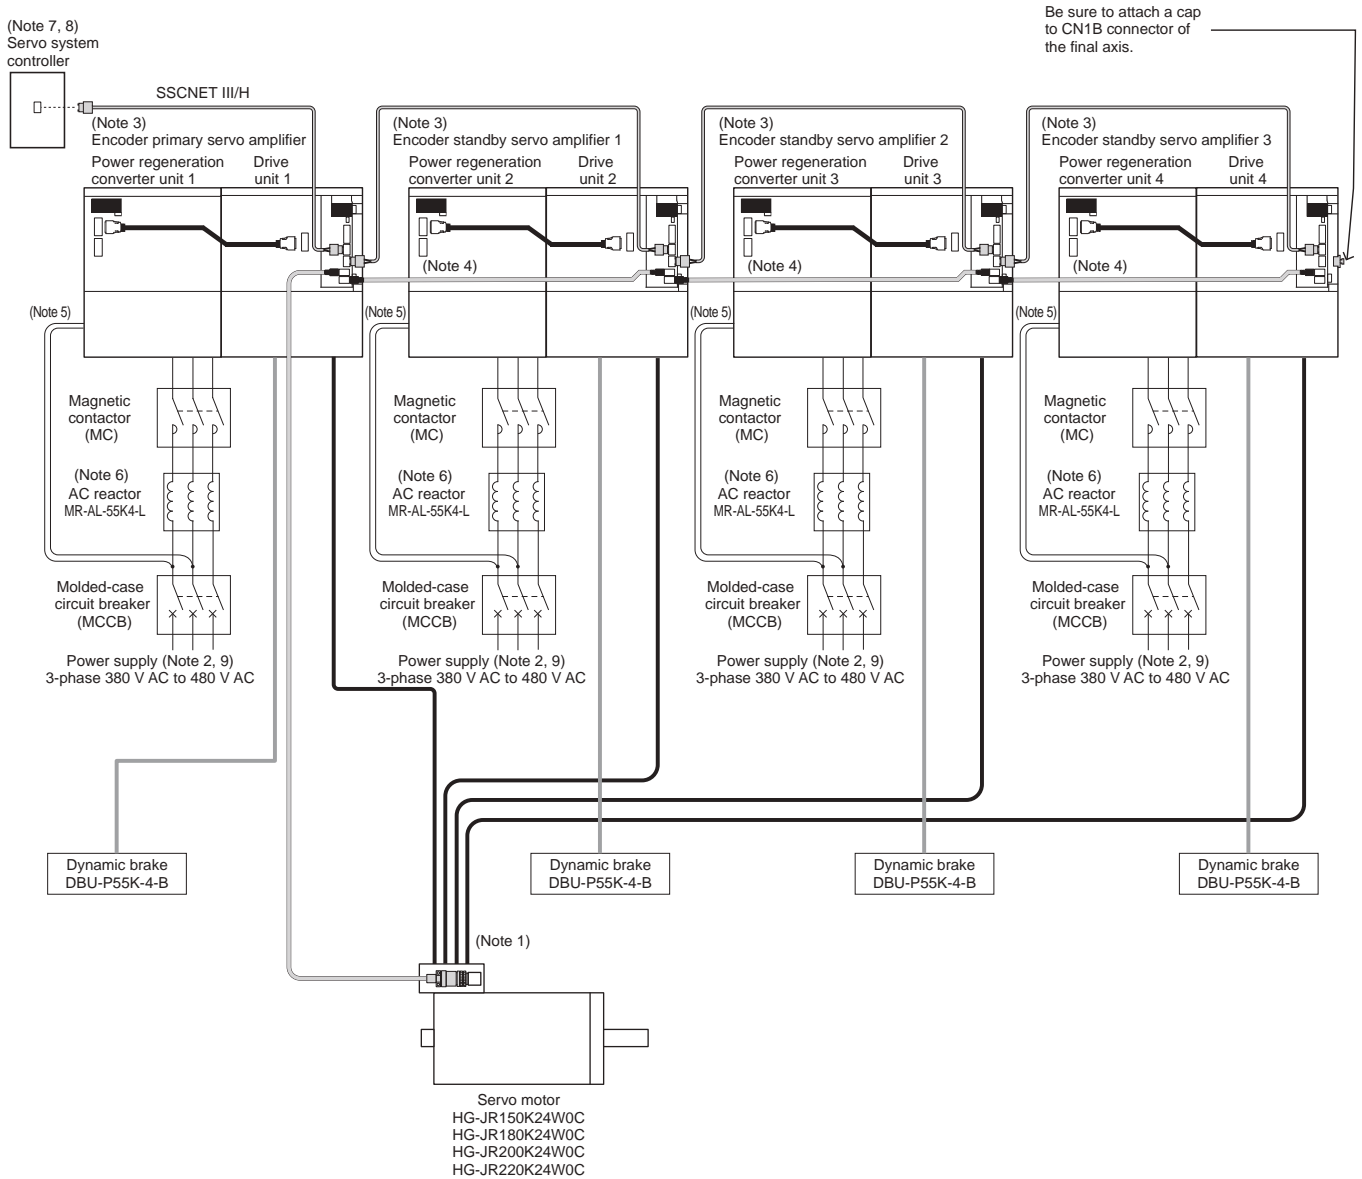 Be sure to attach a cap
to CN1B connector of
the final axis.
(Note 7, 8)
Servo system
controller
SSCNET III/H
(Note 3)
Encoder primary servo amplifier
Power regeneration
converter unit 1
Drive
unit 1
(Note 3)
Encoder standby servo amplifier 1
Power regeneration
converter unit 2
Drive
unit 2
(Note 3)
Encoder standby servo amplifier 2
Power regeneration
converter unit 3
Drive
unit 3
(Note 3)
Encoder standby servo amplifier 3
Power regeneration
converter unit 4
Drive
unit 4
(Note 4)
(Note 4)
(Note 4)
(Note 5)
(Note 5)
(Note 5)
(Note 5)
Magnetic
contactor
(MC)
Magnetic
contactor
(MC)
Magnetic
contactor
(MC)
Magnetic
contactor
(MC)
(Note 6)
AC reactor
MR-AL-55K4-L
(Note 6)
AC reactor
MR-AL-55K4-L
(Note 6)
AC reactor
MR-AL-55K4-L
(Note 6)
AC reactor
MR-AL-55K4-L
Molded-case
circuit breaker
(MCCB)
Molded-case
circuit breaker
(MCCB)
Molded-case
circuit breaker
(MCCB)
Molded-case
circuit breaker
(MCCB)
Power supply (Note 2, 9)
3-phase 380 V AC to 480 V AC
Power supply (Note 2, 9)
3-phase 380 V AC to 480 V AC
Power supply (Note 2, 9)
3-phase 380 V AC to 480 V AC
Power supply (Note 2, 9)
3-phase 380 V AC to 480 V AC
Dynamic brake
DBU-P55K-4-B
Dynamic brake
DBU-P55K-4-B
Dynamic brake
DBU-P55K-4-B
Dynamic brake
DBU-P55K-4-B
(Note 1)
Servo motor
HG-JR150K24W0C
HG-JR180K24W0C
HG-JR200K24W0C
HG-JR220K24W0C